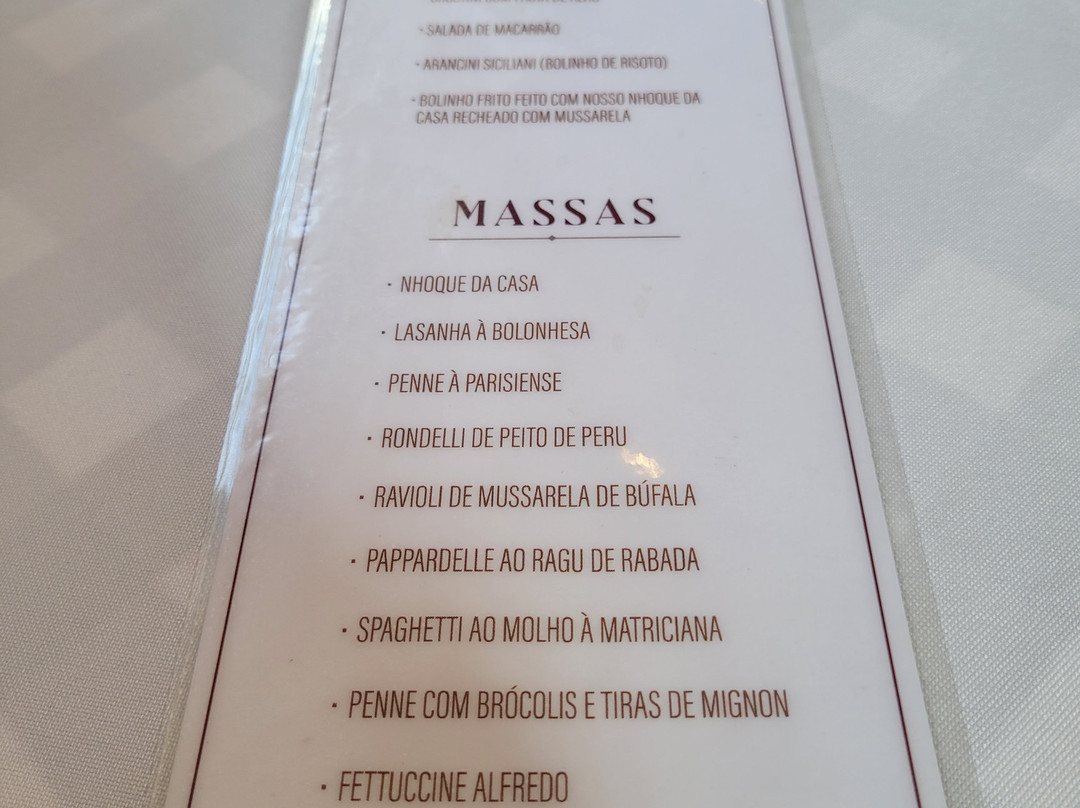 · SALADA DE MACARRÃO
· ARANCINI SICILIANI (BOLINHO DE RISOTO)
· BOLINHO FRITO FEITO COM NOSSO NHOQUE DA
CASA RECHEADO COM MUSSARELA
MASSAS
· NHOQUE DA CASA
· LASANHA À BOLONHESA
· PENNE À PARISIENSE
· RONDELLI DE PEITO DE PERU
· RAVIOLI DE MUSSARELA DE BÚFALA
· PAPPARDELLE AO RAGU DE RABADA
· SPAGHETTI AO MOLHO À MATRICIANA
· PENNE COM BRÓCOLIS E TIRAS DE MIGNON
· FETTUCCINE ALFREDO